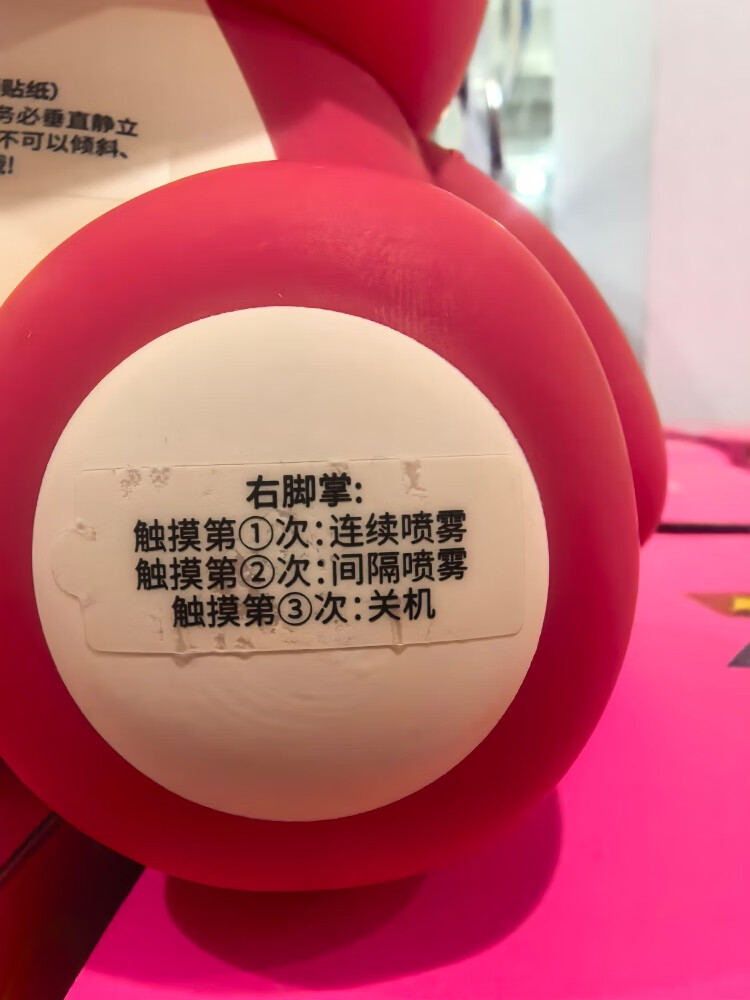 贴纸)
务必垂直静立
不可以倾斜、
右脚掌:
触摸第①次:连续喷雾
触摸第②次:间隔喷雾
触摸第③次:关机